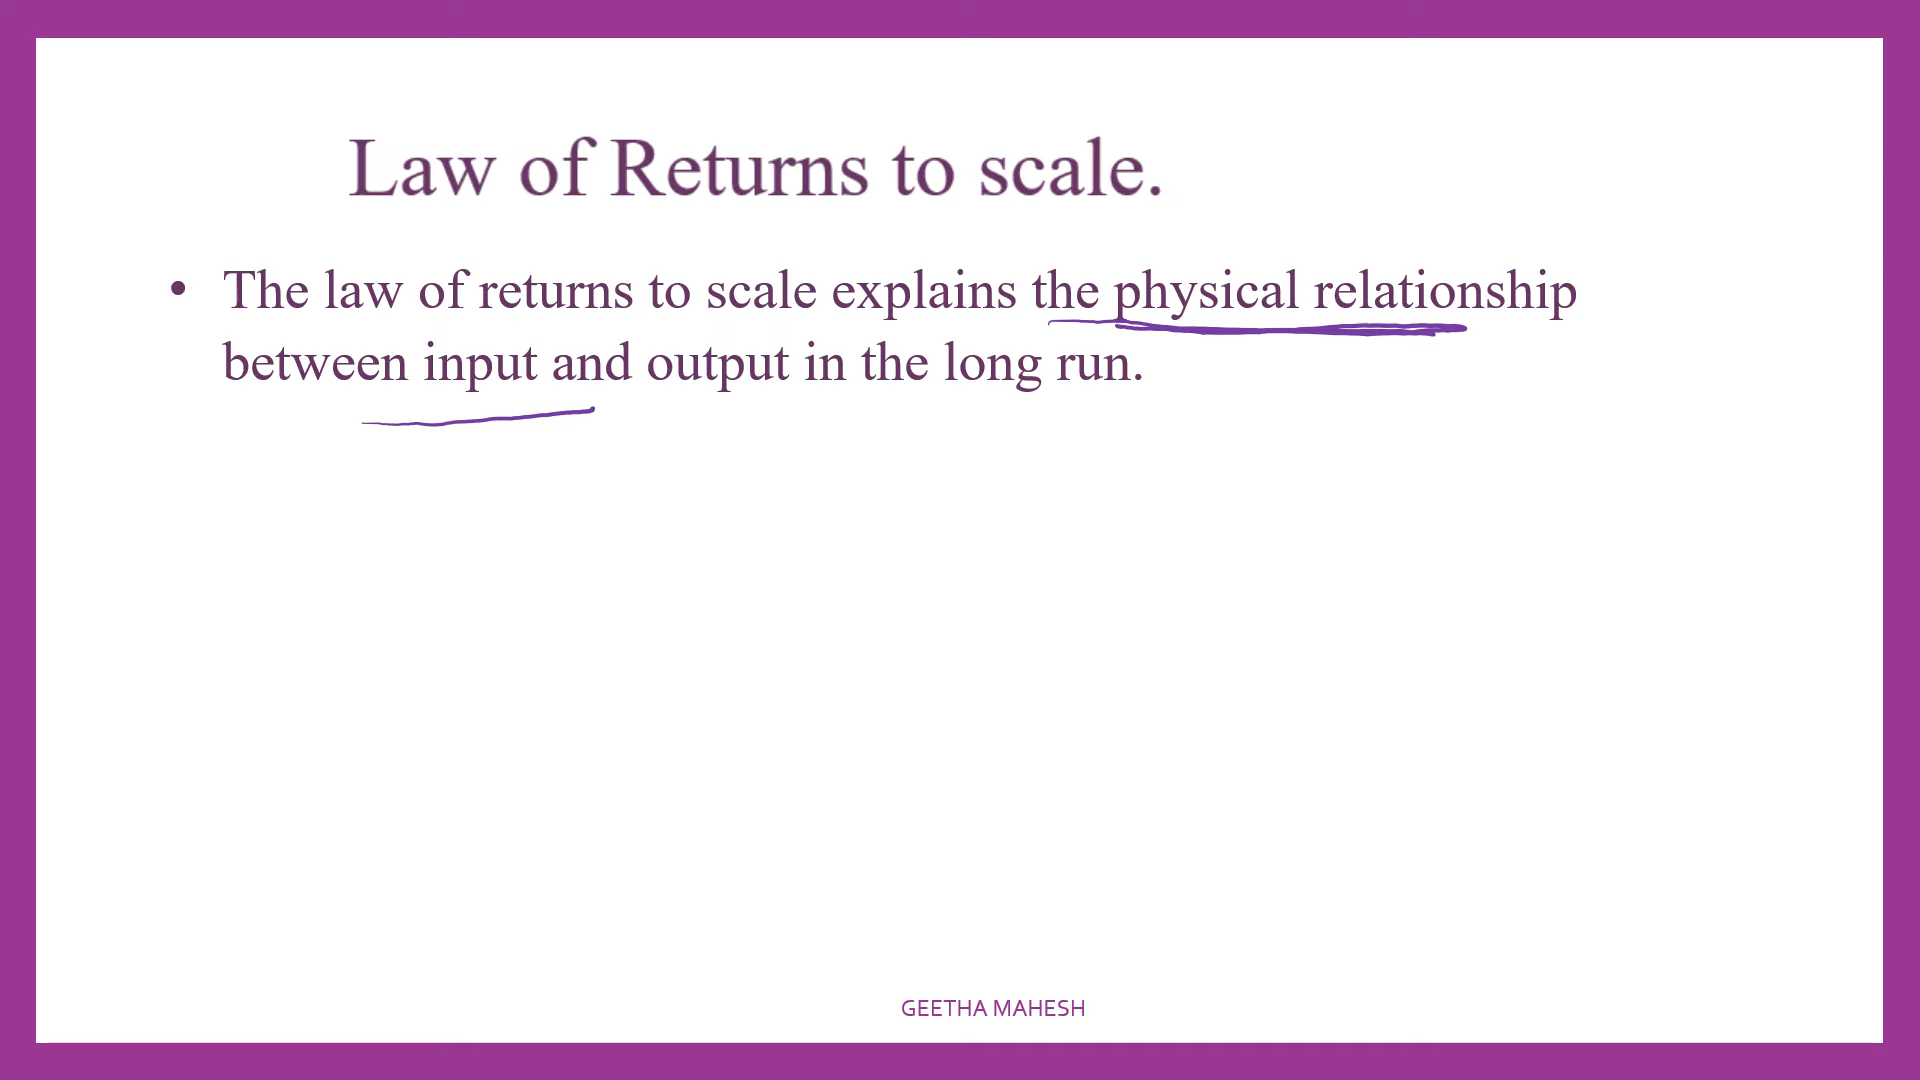 Law of Returns to scale.
• The law of returns to scale explains the physical relationship
between input and output in the long run.
GEETHA MAHESH